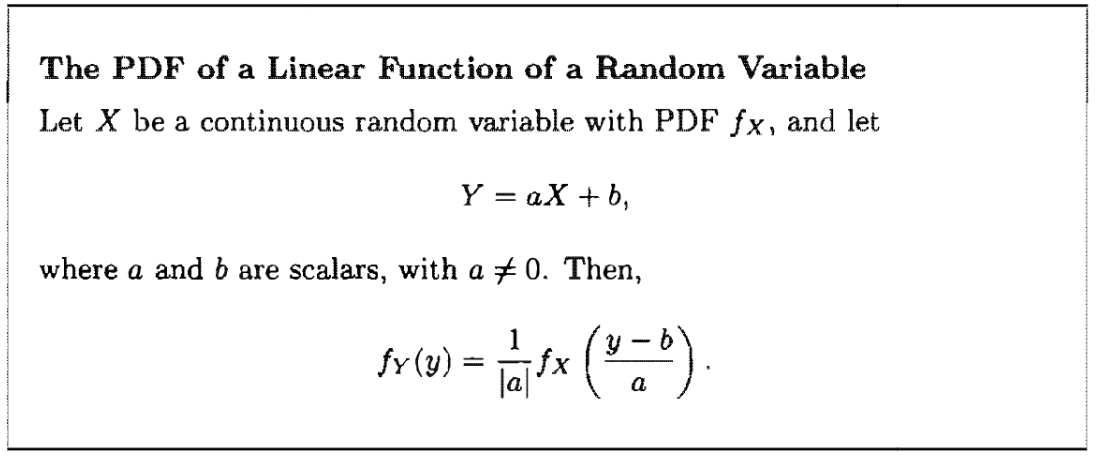 The PDF of a Linear Function of a Random Variable
Let X be a continuous random variable with PDF f_X, and let
Y = aX + b,
where a and b are scalars, with a ≠ 0. Then,
f_Y(y) = \frac{1}{|a|} f_X \left( \frac{y - b}{a} \right).